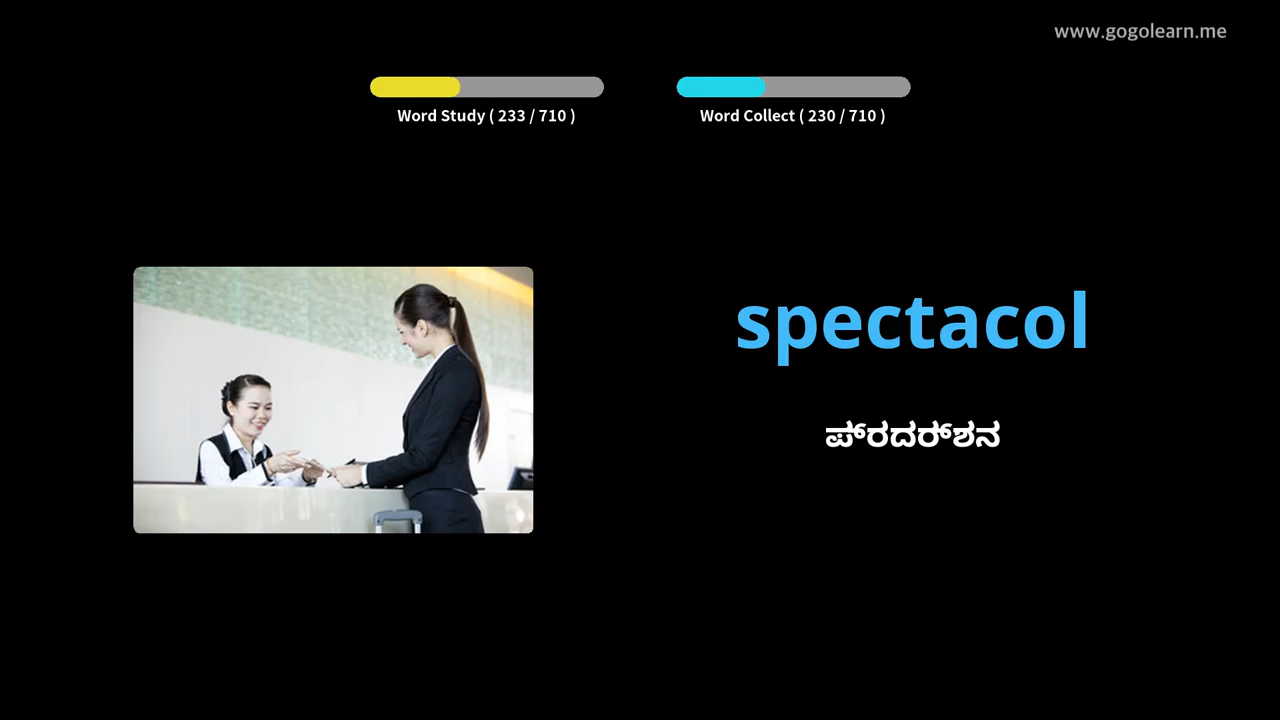 www.gogolearn.me
Word Study ( 233 / 710 )
Word Collect ( 230 / 710 )
spectacol
ಪ್ರದರ್ಶನ